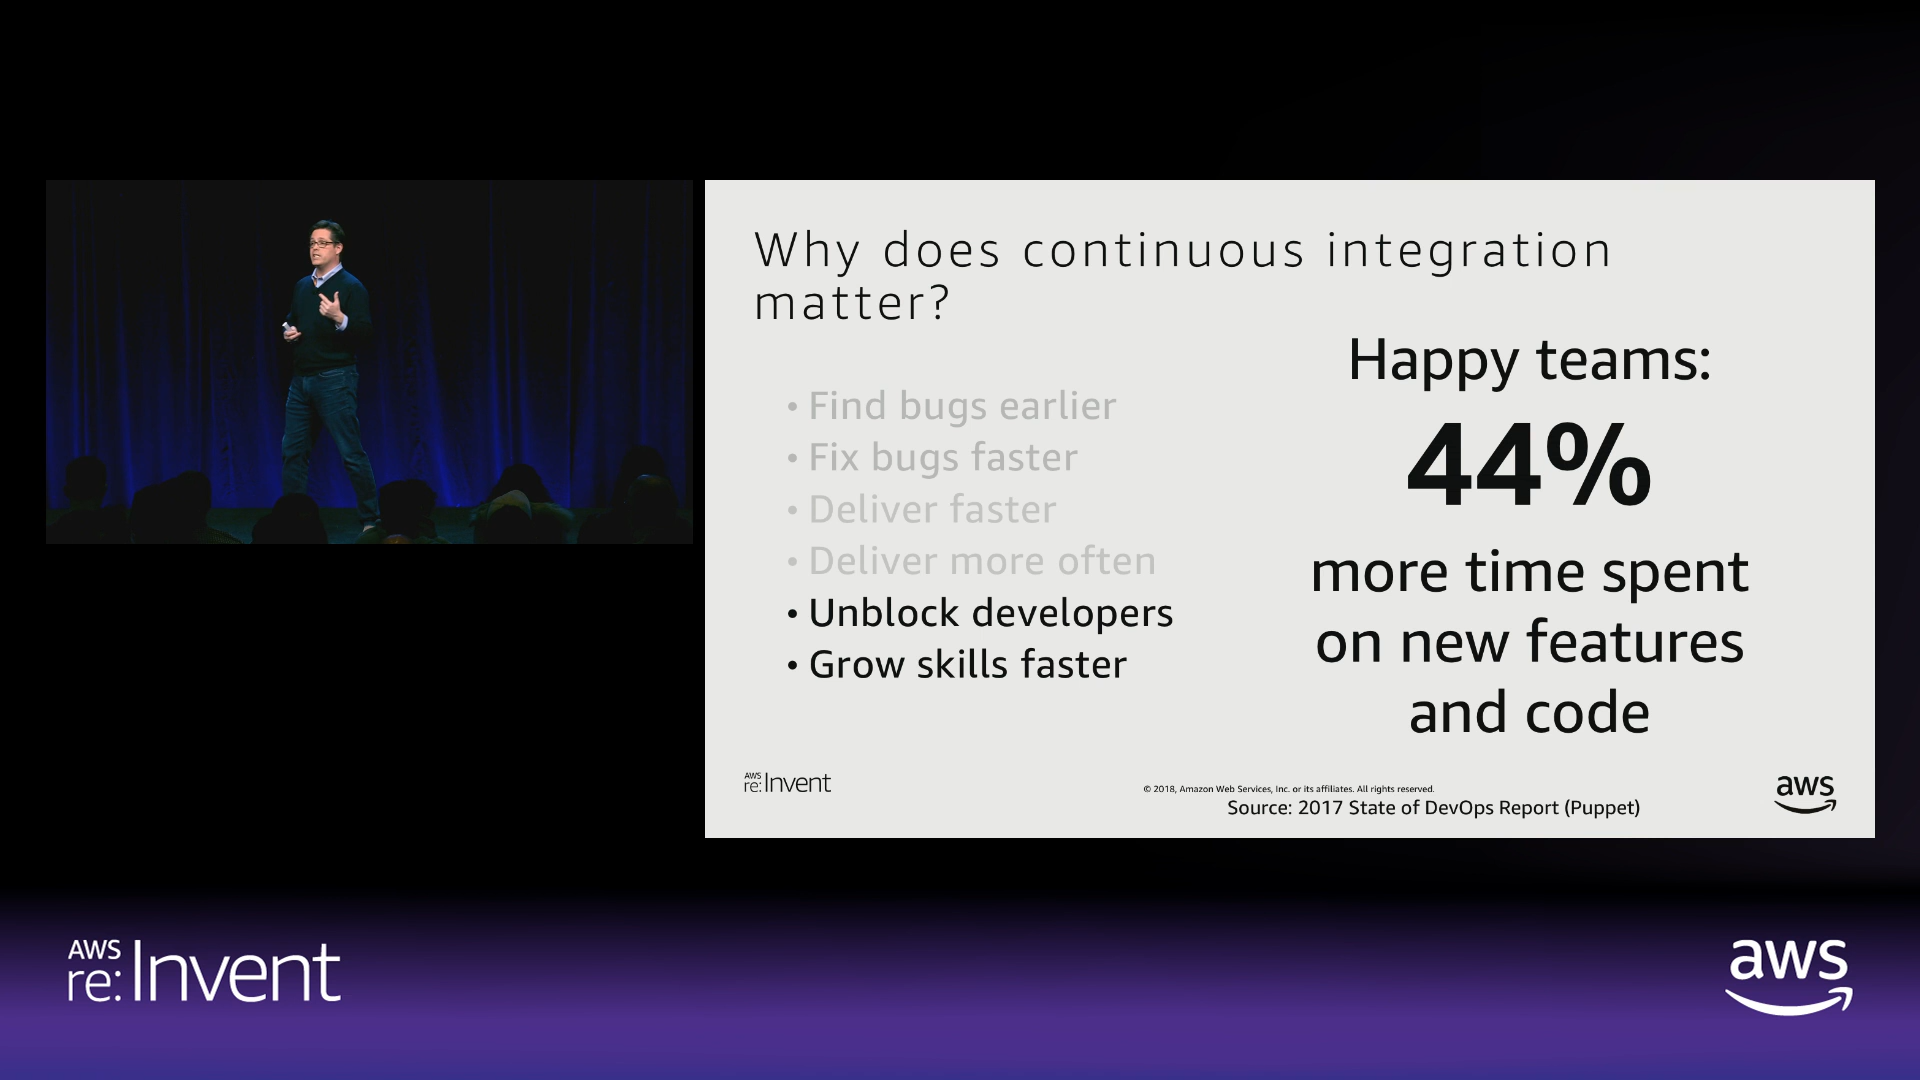 Why does continuous integration
matter?
• Find bugs earlier
• Fix bugs faster
• Deliver faster
• Deliver more often
• Unblock developers
• Grow skills faster
Happy teams:
44%
more time spent
on new features
and code
AWS
re:Invent
© 2018, Amazon Web Services, Inc. or its affiliates. All rights reserved.
Source: 2017 State of DevOps Report (Puppet)
aws
AWS
re:Invent
aws